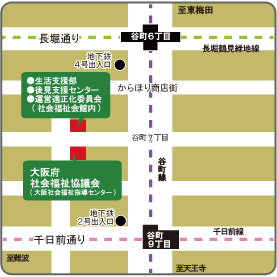 至東梅田
長堀通り
谷町6丁目
長堀鶴見緑地線
地下鉄
4号出入口
からほり商店街
●生活支援部
●後見支援センター
●運営適正化委員会
(社会福祉会館内)
谷町7丁目
谷町線
大阪府
社会福祉協議会
(大阪社会福祉指導センター)
地下鉄
2号出入口
千日前通り
谷町
9丁目
千日前線
至難波
至天王寺